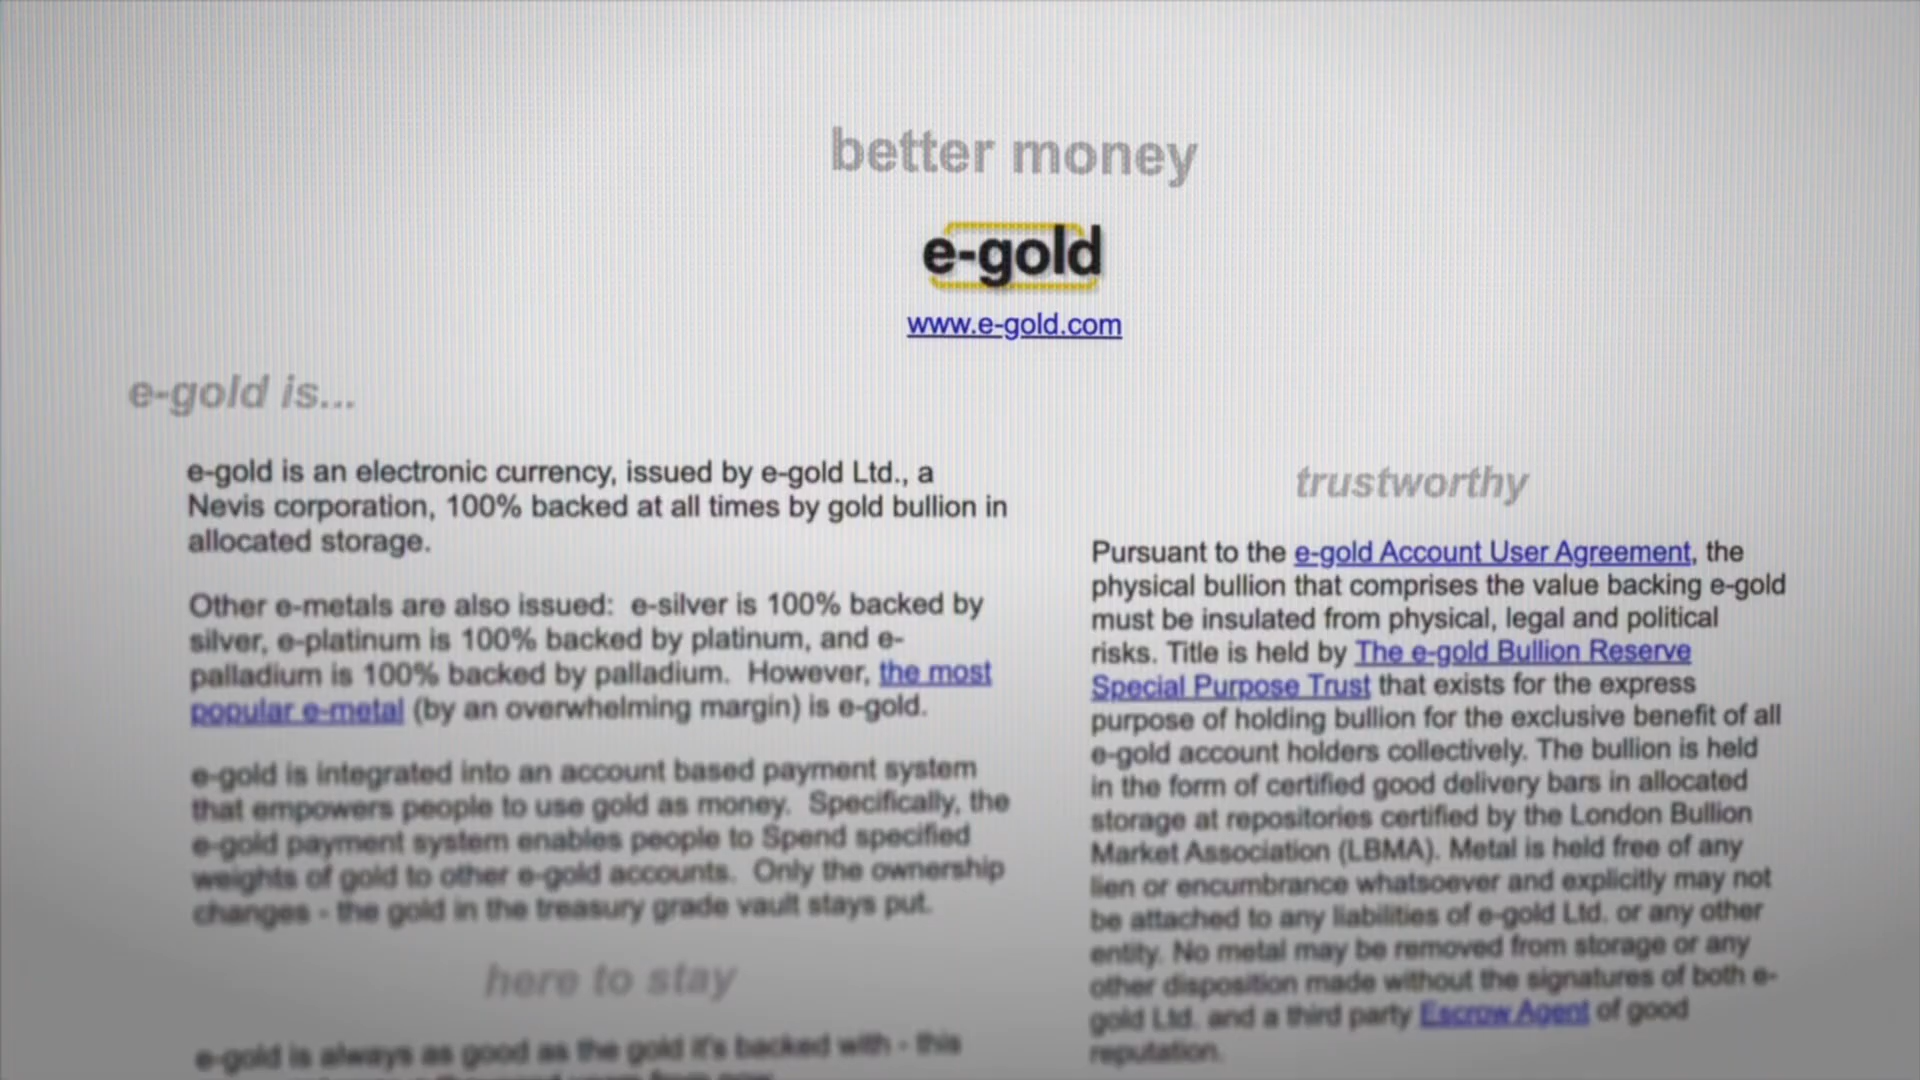 better money
e-gold
www.e-gold.com
e-gold is...
e-gold is an electronic currency, issued by e-gold Ltd., a
Nevis corporation, 100% backed at all times by gold bullion in
allocated storage.
Other e-metals are also issued:  e-silver is 100% backed by
silver, e-platinum is 100% backed by platinum, and e-
palladium is 100% backed by palladium.  However, the most
popular e-metal (by an overwhelming margin) is e-gold.
e-gold is integrated into an account based payment system
that empowers people to use gold as money.  Specifically, the
e-gold payment system enables people to Spend specified
weights of gold to other e-gold accounts.  Only the ownership
changes - the gold in the treasury grade vault stays put.
here to stay
e-gold is always as good as the gold it's backed with - this
trustworthy
Pursuant to the e-gold Account User Agreement, the
physical bullion that comprises the value backing e-gold
must be insulated from physical, legal and political
risks. Title is held by The e-gold Bullion Reserve
Special Purpose Trust that exists for the express
purpose of holding bullion for the exclusive benefit of all
e-gold account holders collectively. The bullion is held
in the form of certified good delivery bars in allocated
storage at repositories certified by the London Bullion
Market Association (LBMA). Metal is held free of any
lien or encumbrance whatsoever and explicitly may not
be attached to any liabilities of e-gold Ltd. or any other
entity. No metal may be removed from storage or any
other disposition made without the signatures of both e-
gold Ltd. and a third party Escrow Agent of good
reputation.